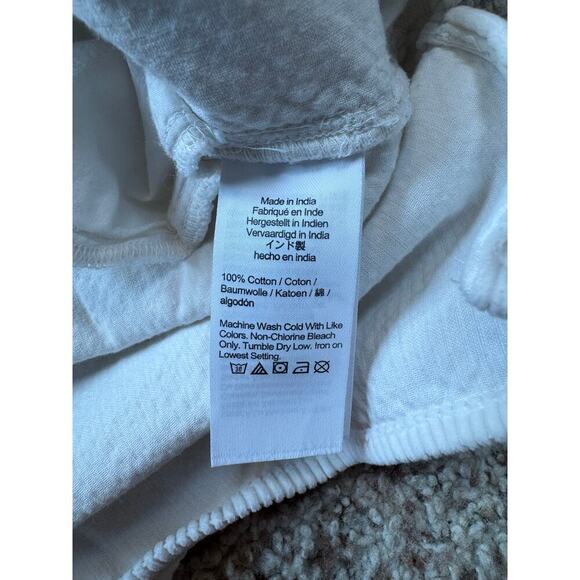 Made in India
Fabriqué en Inde
Hergestellt in Indien
Vervaardigd in India
インド製
hecho en india
100% Cotton / Coton /
Baumwolle / Katoen / 綿 /
algodón
Machine Wash Cold With Like
Colors. Non-Chlorine Bleach
Only. Tumble Dry Low. Iron on
Lowest Setting.